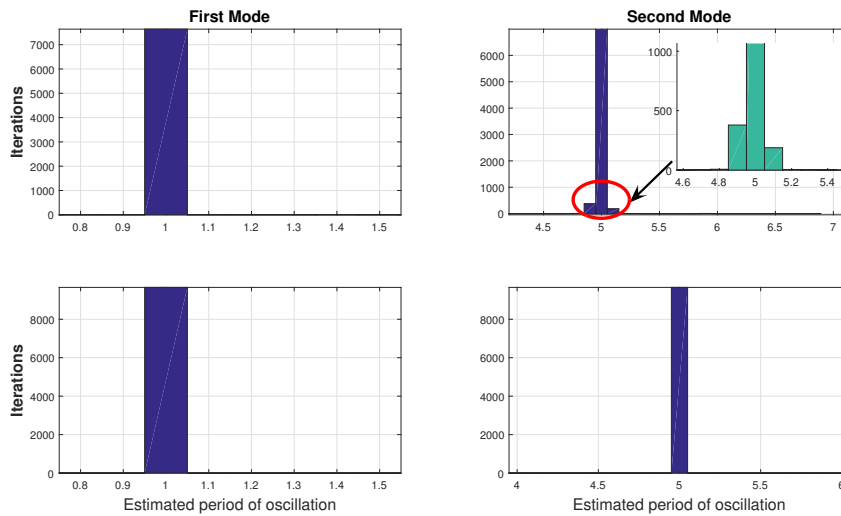 First Mode
Iterations
7000
6000
5000
4000
3000
2000
1000
0
0.8 0.9 1 1.1 1.2 1.3 1.4 1.5
Second Mode
6000
5000
4000
3000
2000
1000
0
4.5 5 5.5 6 6.5 7
1000
500
0
4.6 4.8 5 5.2 5.4
Iterations
8000
6000
4000
2000
0
0.8 0.9 1 1.1 1.2 1.3 1.4 1.5
Estimated period of oscillation
8000
6000
4000
2000
0
4 4.5 5 5.5 6
Estimated period of oscillation